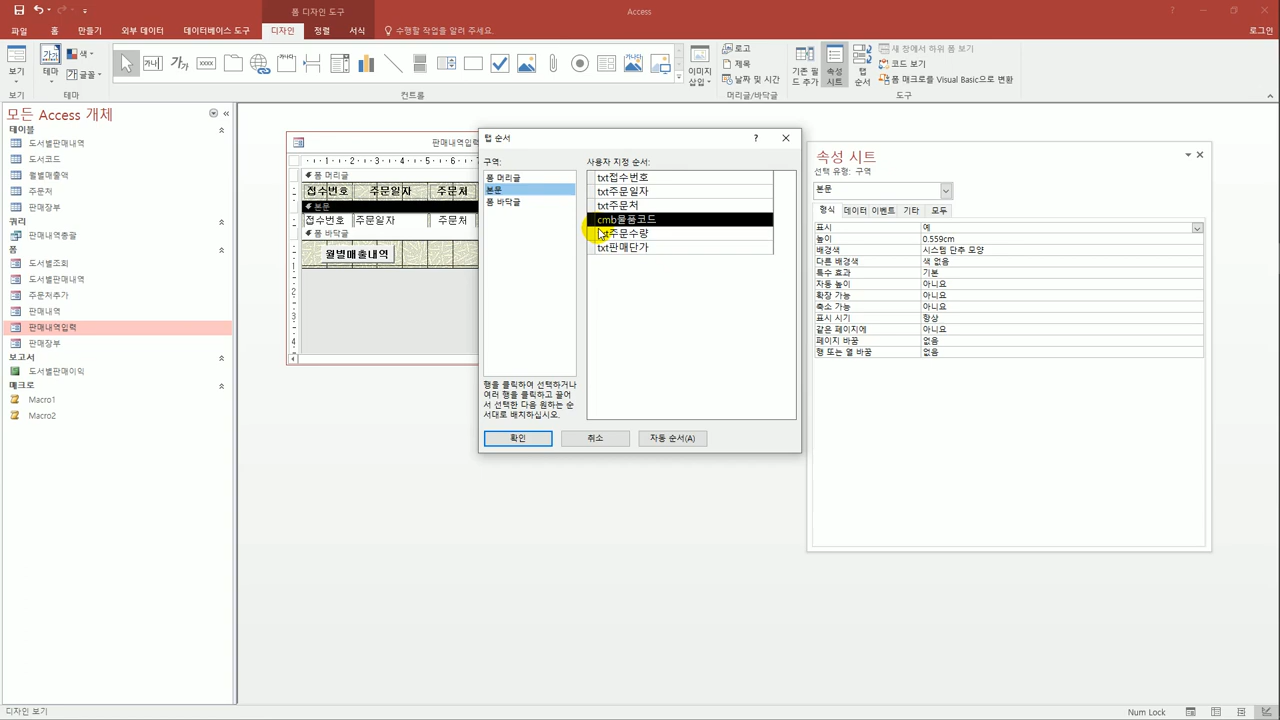 폼 디자인 도구
Access
파일 홈 만들기 외부 데이터 데이터베이스 도구 디자인 정렬 서식 수행할 작업을 알려 주세요. 로그인
보기
테마
색
글꼴
이미지 삽입
로고
제목
날짜 및 시간
기존 필드 추가
속성 시트
탭 순서
새 창에서 하위 폼 보기
코드 보기
폼 매크로를 Visual Basic으로 변환
보기 테마 컨트롤 머리글/바닥글 도구
모든 Access 개체
테이블
도서별판매내역
도서코드
월별매출액
주문처
판매장부
쿼리
판매내역총괄
폼
도서별조회
도서별판매내역
주문처추가
판매내역
판매내역입력
판매장부
보고서
도서별판매이익
매크로
Macro1
Macro2
판매내역입력
1 2 3 4 5 6
폼 머리글
접수번호 주문일자 주문처
본문
접수번호 주문일자 주문처
폼 바닥글
월별매출내역
탭 순서
구역:
폼 머리글
본문
폼 바닥글
사용자 지정 순서:
txt접수번호
txt주문일자
txt주문처
cmb물품코드
txt주문수량
txt판매단가
행을 클릭하여 선택하거나
여러 행을 클릭하고 끌어
서 선택한 다음 원하는 순
서대로 배치하십시오.
확인 취소 자동 순서(A)
속성 시트
선택 유형: 구역
본문
형식 데이터 이벤트 기타 모두
표시 예
높이 0.559cm
배경색 시스템 단추 모양
다른 배경색 색 없음
특수 효과 기본
자동 높이 아니요
확장 가능 아니요
축소 가능 아니요
표시 시기 항상
같은 페이지에 아니요
페이지 바꿈 없음
행 또는 열 바꿈 없음
디자인 보기
Num Lock